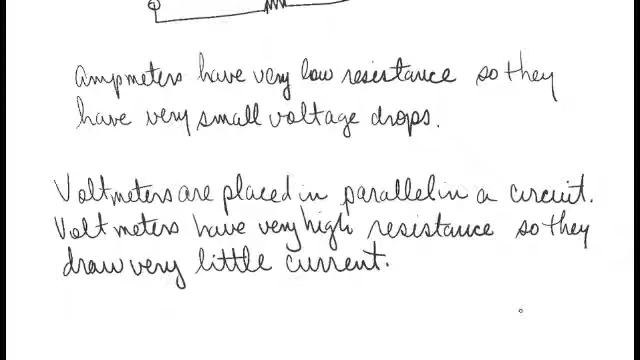 Ampmeters have very low resistance so they
have very small voltage drops.
Voltmeters are placed in parallel in a circuit.
Voltmeters have very high resistance so they
draw very little current.